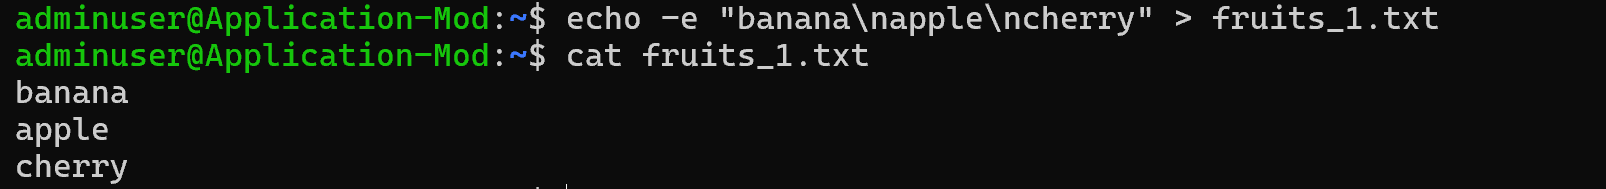 adminuser@Application-Mod:~$ echo -e "banana\napple\ncherry" > fruits_1.txt
adminuser@Application-Mod:~$ cat fruits_1.txt
banana
apple
cherry